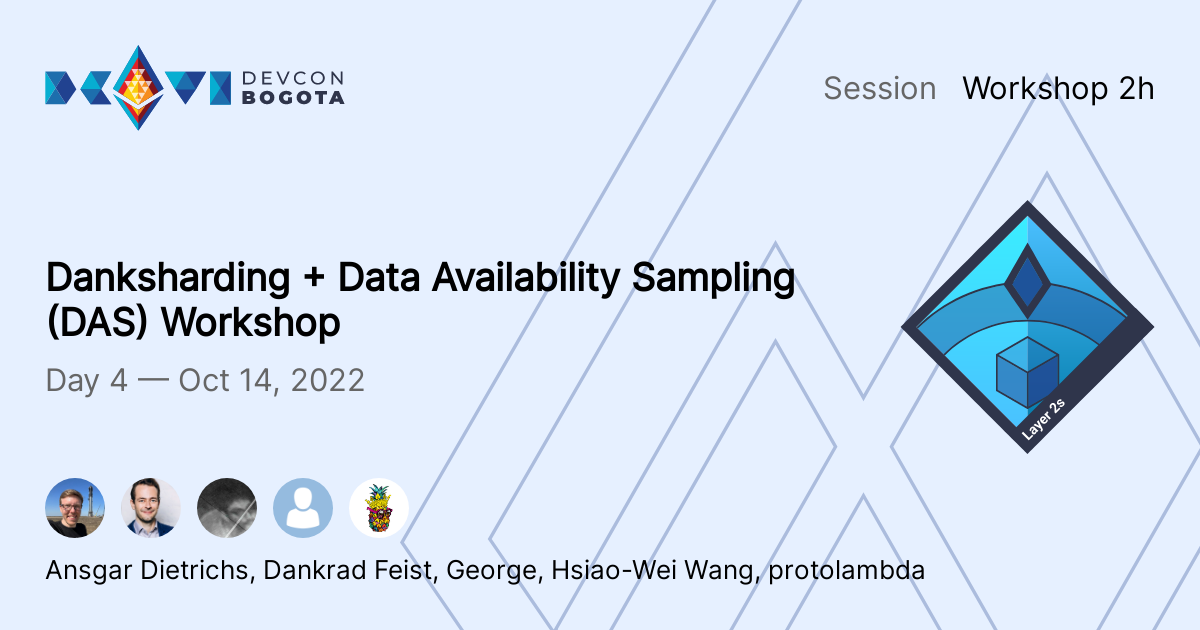 DEVCON
BOGOTA
Session Workshop 2h
Danksharding + Data Availability Sampling
(DAS) Workshop
Day 4 — Oct 14, 2022
Layer 2s
Ansgar Dietrichs, Dankrad Feist, George, Hsiao-Wei Wang, protolambda